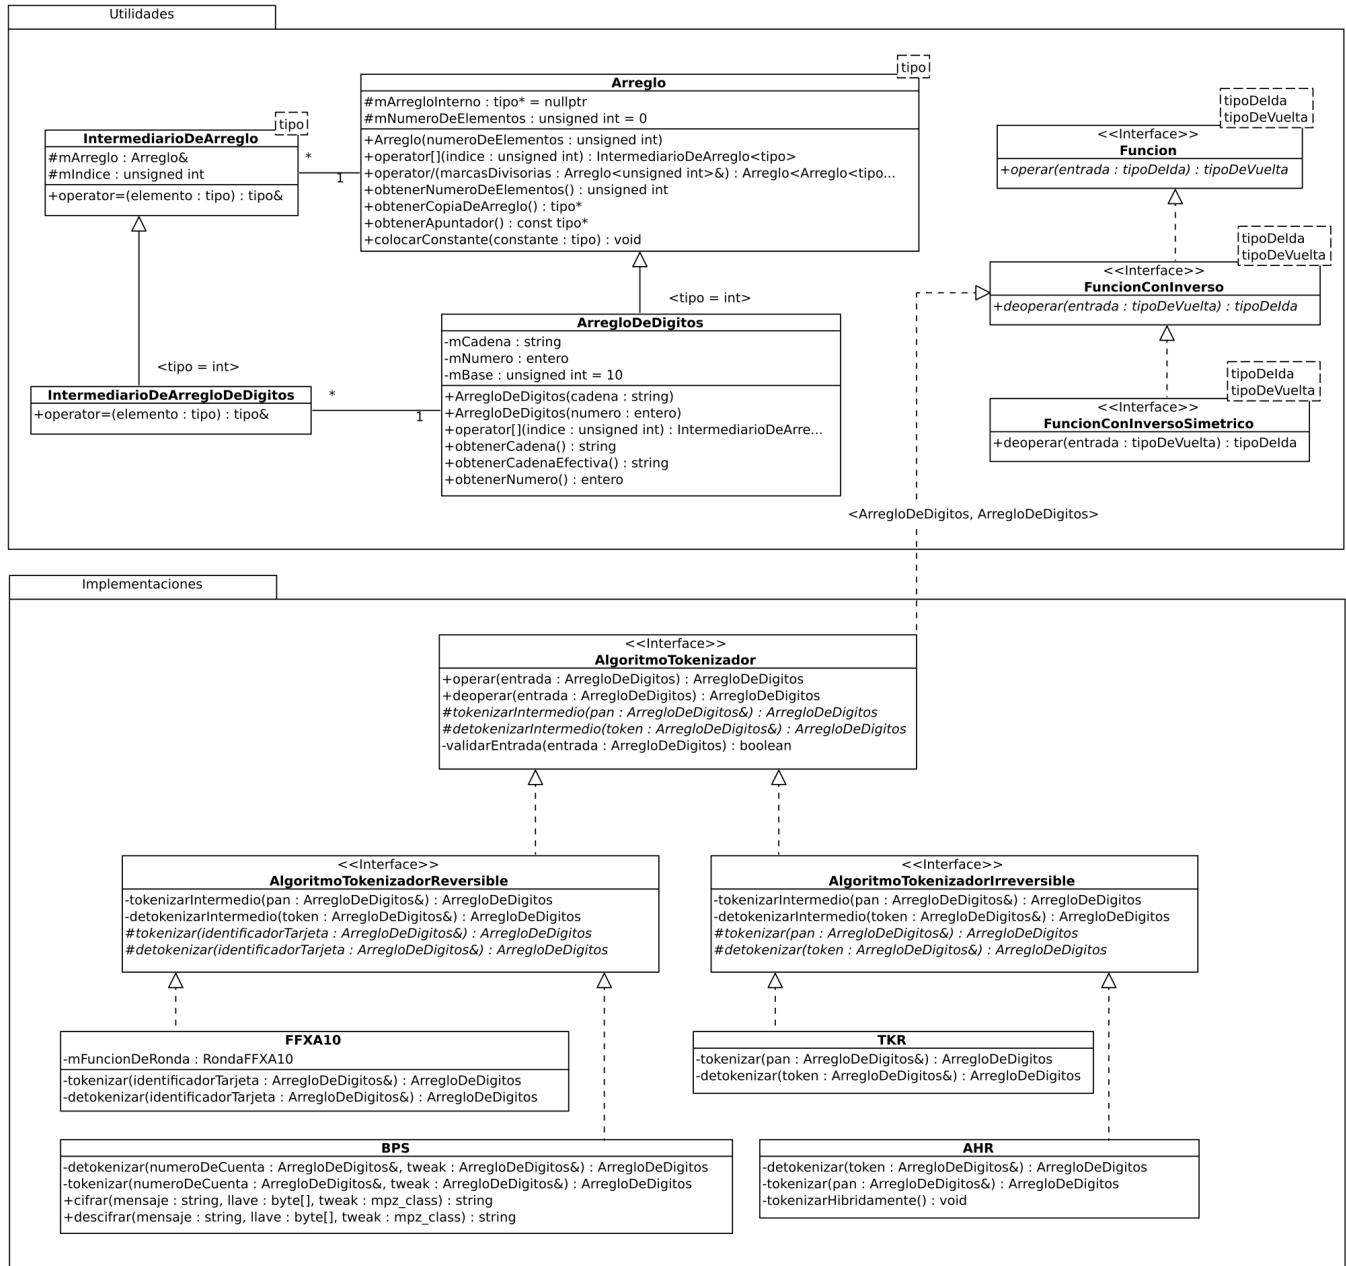 Utilidades
tipo
Arreglo
#mArregloInterno : tipo* = nullptr
#mNumeroDeElementos : unsigned int = 0
+Arreglo(numeroDeElementos : unsigned int)
+operator[](indice : unsigned int) : IntermediarioDeArreglo<tipo>
+operator/(marcasDivisorias : Arreglo<unsigned int>&) : Arreglo<Arreglo<tipo...
+obtenerNumeroDeElementos() : unsigned int
+obtenerCopiaDeArreglo() : tipo*
+obtenerApuntador() : const tipo*
+colocarConstante(constante : tipo) : void
tipo
IntermediarioDeArreglo
#mArreglo : Arreglo&
#mIndice : unsigned int
+operator=(elemento : tipo) : tipo&
*
1
tipoDeIda
tipoDeVuelta
<<Interface>>
Funcion
+operar(entrada : tipoDeIda) : tipoDeVuelta
tipoDeIda
tipoDeVuelta
<<Interface>>
FuncionConInverso
+deoperar(entrada : tipoDeVuelta) : tipoDeIda
tipoDeIda
tipoDeVuelta
<<Interface>>
FuncionConInversoSimetrico
+deoperar(entrada : tipoDeVuelta) : tipoDeIda
<tipo = int>
ArregloDeDigitos
-mCadena : string
-mNumero : entero
-mBase : unsigned int = 10
+ArregloDeDigitos(cadena : string)
+ArregloDeDigitos(numero : entero)
+operator[](indice : unsigned int) : IntermediarioDeArre...
+obtenerCadena() : string
+obtenerCadenaEfectiva() : string
+obtenerNumero() : entero
<tipo = int>
IntermediarioDeArregloDeDigitos
+operator=(elemento : tipo) : tipo&
*
1
<ArregloDeDigitos, ArregloDeDigitos>
Implementaciones
<<Interface>>
AlgoritmoTokenizador
+operar(entrada : ArregloDeDigitos) : ArregloDeDigitos
+deoperar(entrada : ArregloDeDigitos) : ArregloDeDigitos
#tokenizarIntermedio(pan : ArregloDeDigitos&) : ArregloDeDigitos
#detokenizarIntermedio(token : ArregloDeDigitos&) : ArregloDeDigitos
-validarEntrada(entrada : ArregloDeDigitos) : boolean
<<Interface>>
AlgoritmoTokenizadorReversible
-tokenizarIntermedio(pan : ArregloDeDigitos&) : ArregloDeDigitos
-detokenizarIntermedio(token : ArregloDeDigitos&) : ArregloDeDigitos
#tokenizar(identificadorTarjeta : ArregloDeDigitos&) : ArregloDeDigitos
#detokenizar(identificadorTarjeta : ArregloDeDigitos&) : ArregloDeDigitos
<<Interface>>
AlgoritmoTokenizadorIrreversible
-tokenizarIntermedio(pan : ArregloDeDigitos&) : ArregloDeDigitos
-detokenizarIntermedio(token : ArregloDeDigitos&) : ArregloDeDigitos
#tokenizar(pan : ArregloDeDigitos&) : ArregloDeDigitos
#detokenizar(token : ArregloDeDigitos&) : ArregloDeDigitos
FFXA10
-mFuncionDeRonda : RondaFFXA10
-tokenizar(identificadorTarjeta : ArregloDeDigitos&) : ArregloDeDigitos
-detokenizar(identificadorTarjeta : ArregloDeDigitos&) : ArregloDeDigitos
TKR
-tokenizar(pan : ArregloDeDigitos&) : ArregloDeDigitos
-detokenizar(token : ArregloDeDigitos&) : ArregloDeDigitos
BPS
-detokenizar(numeroDeCuenta : ArregloDeDigitos&, tweak : ArregloDeDigitos&) : ArregloDeDigitos
-tokenizar(numeroDeCuenta : ArregloDeDigitos&, tweak : ArregloDeDigitos&) : ArregloDeDigitos
+cifrar(mensaje : string, llave : byte[], tweak : mpz_class) : string
+descifrar(mensaje : string, llave : byte[], tweak : mpz_class) : string
AHR
-detokenizar(token : ArregloDeDigitos&) : ArregloDeDigitos
-tokenizar(pan : ArregloDeDigitos&) : ArregloDeDigitos
-tokenizarHibridamente() : void